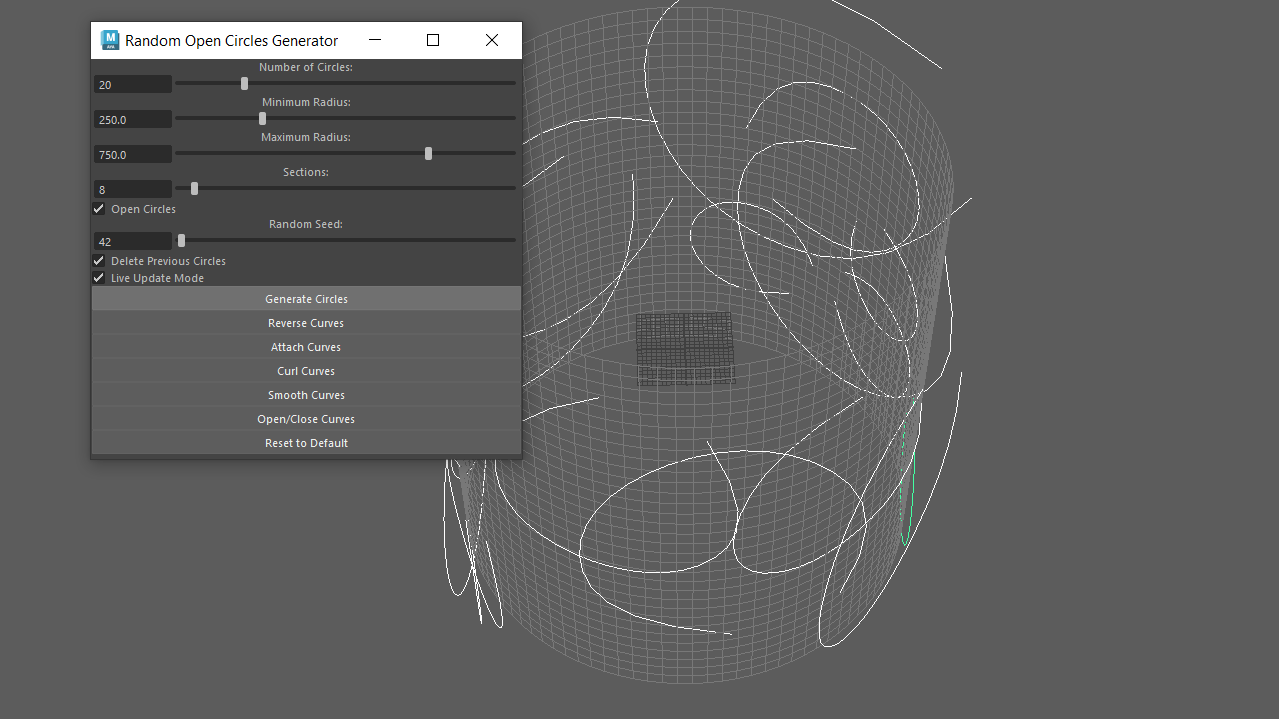 M
Random Open Circles Generator
Number of Circles:
20
Minimum Radius:
250.0
Maximum Radius:
750.0
Sections:
8
Open Circles
Random Seed:
42
Delete Previous Circles
Live Update Mode
Generate Circles
Reverse Curves
Attach Curves
Curl Curves
Smooth Curves
Open/Close Curves
Reset to Default